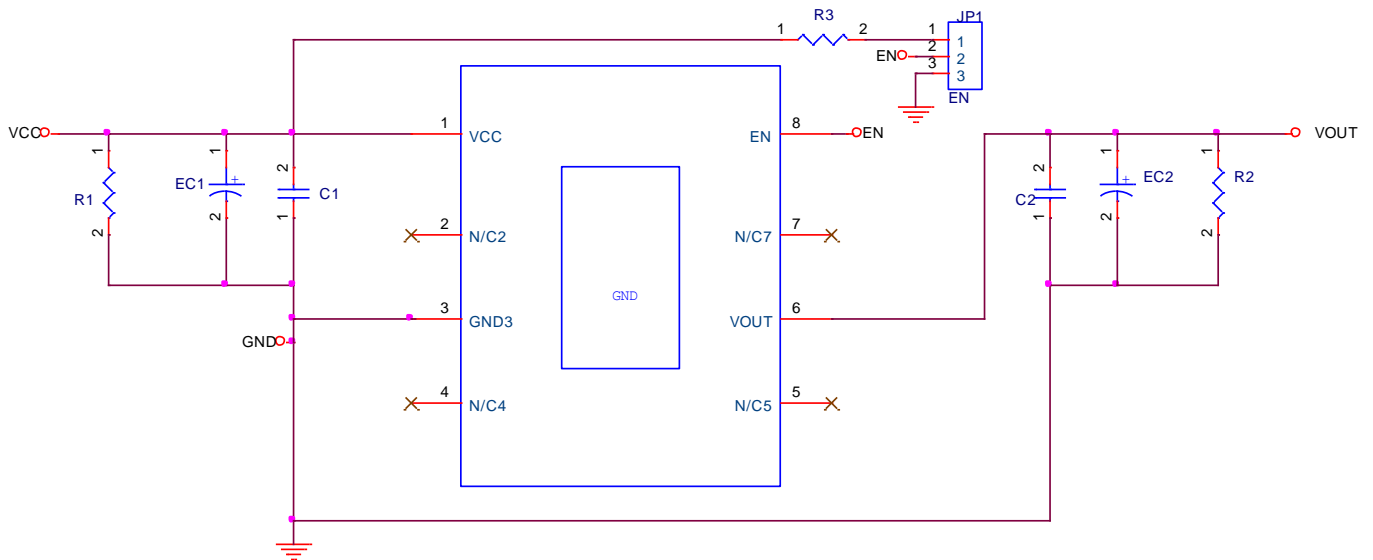 R3
JP1
1 2 1 1
EN 2 2
3 3
EN
VCC 1 VCC EN 8 EN VOUT
1 1 2 2 1 1
R1 EC1 + C1 C2 EC2 + R2
2 2 1 1 2 2
2 N/C2 N/C7 7
GND
3 GND3 VOUT 6
GND
4 N/C4 N/C5 5